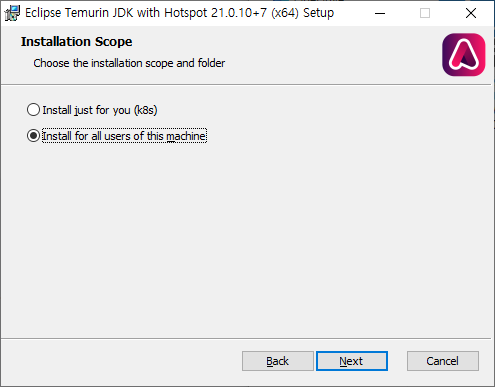 Eclipse Temurin JDK with Hotspot 21.0.10+7 (x64) Setup
Installation Scope
Choose the installation scope and folder
Install just for you (k8s)
Install for all users of this machine
Back
Next
Cancel